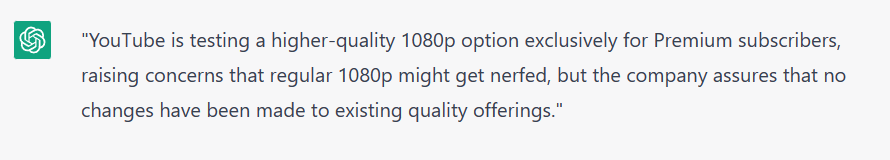 "YouTube is testing a higher-quality 1080p option exclusively for Premium subscribers,
raising concerns that regular 1080p might get nerfed, but the company assures that no
changes have been made to existing quality offerings."